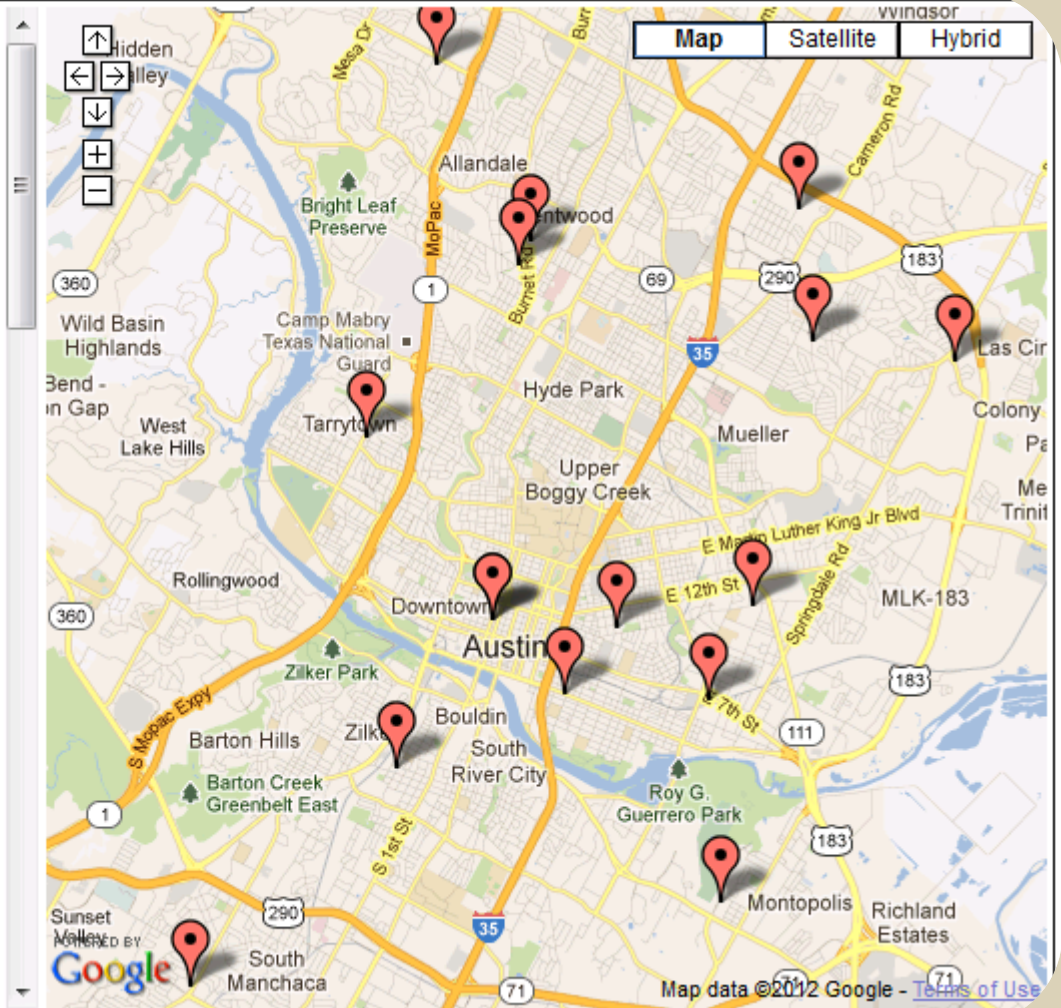 Map
Satellite
Hybrid
Windsor
Hidden
Valley
Mesa Dr
Burnet Rd
Cameron Rd
Allandale
Bright Leaf
Preserve
MoPac
183
360
1
69
290
Wild Basin
Highlands
Camp Mabry
Texas National
Guard
35
Las Cim
Hyde Park
Bend -
on Gap
West
Lake Hills
Tarrytown
Colony
Mueller
Upper
Boggy Creek
E Martin Luther King Jr Blvd
Rollingwood
E 12th St
Springdale Rd
MLK-183
360
Downtown
Austin
Zilker Park
183
S Mopac Expy
Barton Hills
Bouldin
E 7th St
111
South
River City
Barton Creek
Greenbelt East
Roy G.
Guerrero Park
1
S 1st St
183
290
Montopolis
Richland
Estates
Sunset
Valley
35
POWERED BY
Google
South
Manchaca
71
71
71
Map data ©2012 Google - Terms of Use